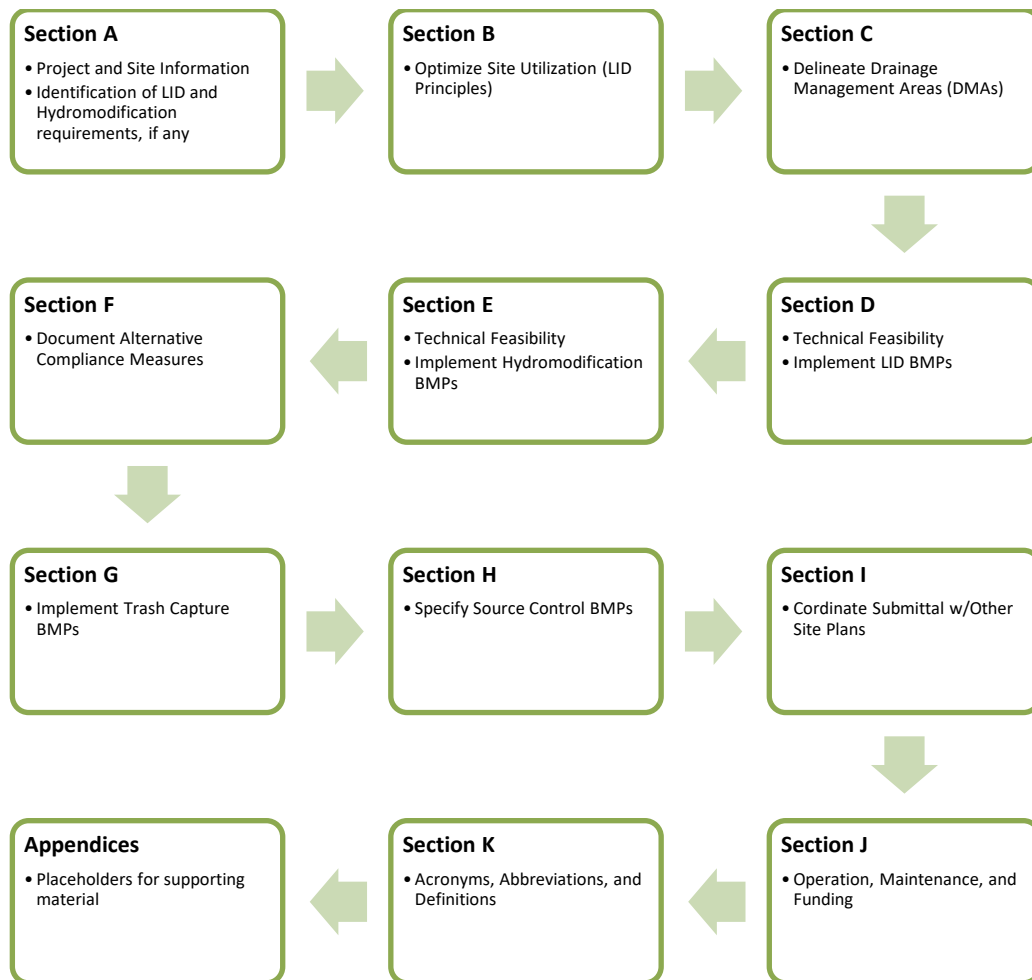 Section A
• Project and Site Information
• Identification of LID and
Hydromodification
requirements, if any
Section B
• Optimize Site Utilization (LID
Principles)
Section C
• Delineate Drainage
Management Areas (DMAs)
Section D
• Technical Feasibility
• Implement LID BMPs
Section E
• Technical Feasibility
• Implement Hydromodification
BMPs
Section F
• Document Alternative
Compliance Measures
Section G
• Implement Trash Capture
BMPs
Section H
• Specify Source Control BMPs
Section I
• Cordinate Submittal w/Other
Site Plans
Section J
• Operation, Maintenance, and
Funding
Section K
• Acronyms, Abbreviations, and
Definitions
Appendices
• Placeholders for supporting
material